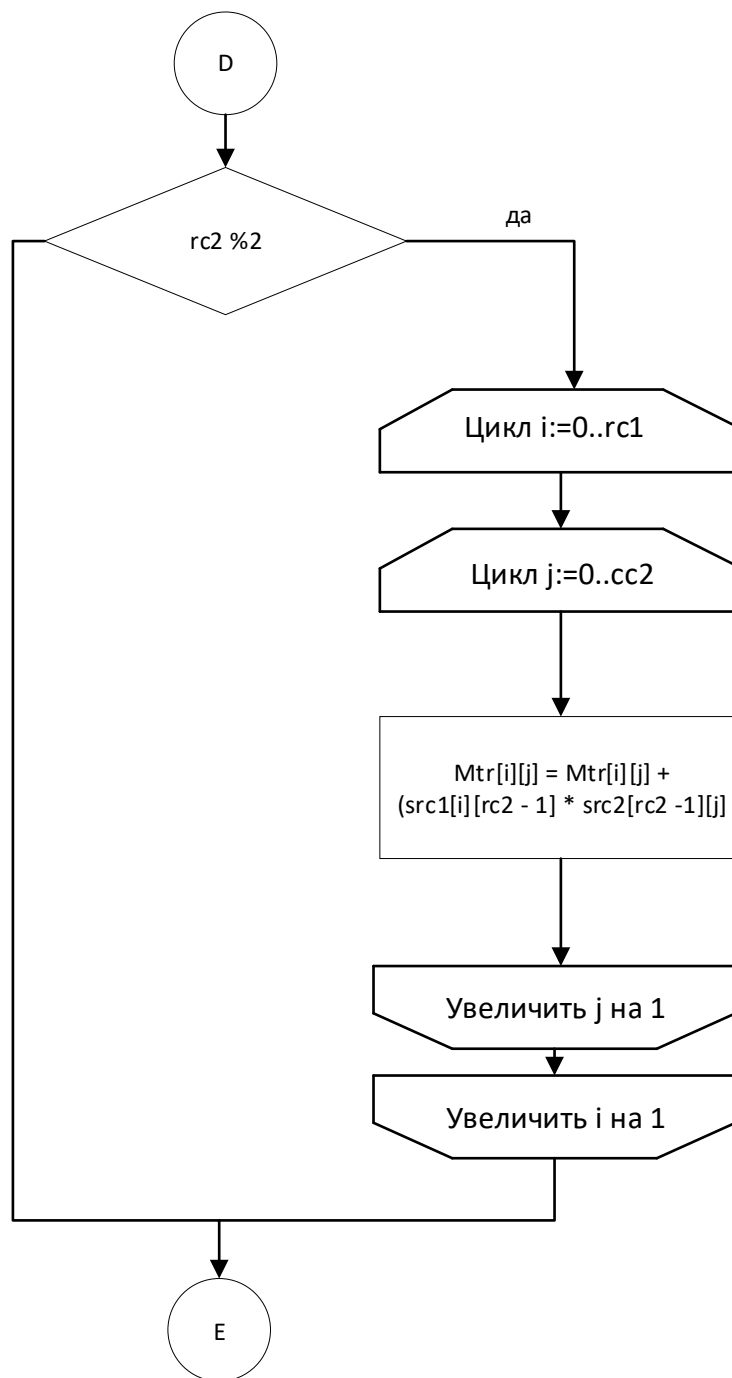 D
rc2 %2
да
Цикл i:=0..rc1
Цикл j:=0..cc2
Mtr[i][j] = Mtr[i][j] +
(src1[i][rc2 - 1] * src2[rc2 -1][j]
Увеличить j на 1
Увеличить i на 1
E